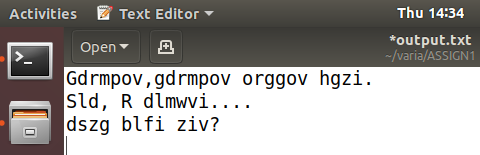 Activities Text Editor Thu 14:34
Open *output.txt
~/varia/ASSIGN1
Gdrmpov,gdrmpov orggov hgzi.
Sld, R dlmwvi....
dszg blfi ziv?